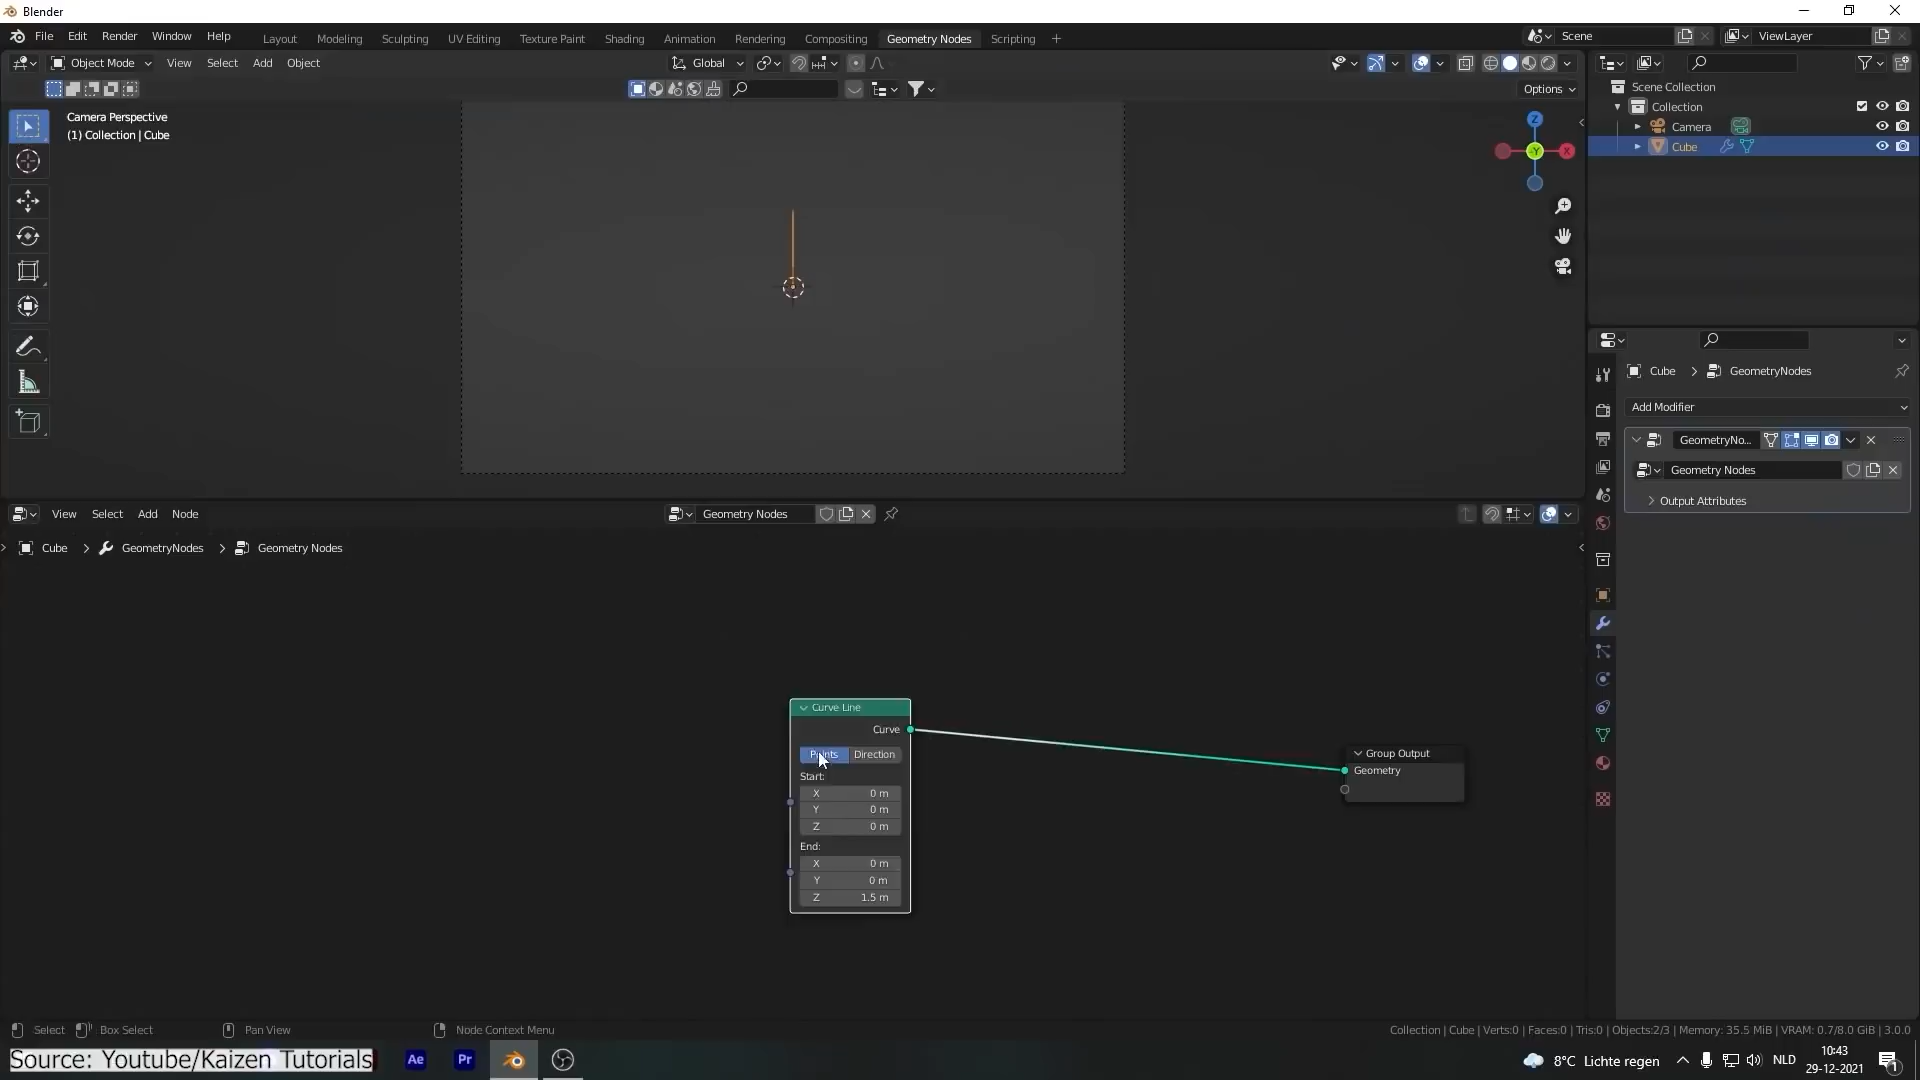 Blender
File Edit Render Window Help
Layout Modeling Sculpting UV Editing Texture Paint Shading Animation Rendering Compositing Geometry Nodes Scripting +
Scene
ViewLayer
Object Mode View Select Add Object
Global
Options
Camera Perspective
(1) Collection | Cube
Z
-Y
X
Scene Collection
Collection
Camera
Cube
Cube > GeometryNodes
Add Modifier
GeometryNo...
Geometry Nodes
Output Attributes
View Select Add Node
Geometry Nodes
Cube > GeometryNodes > Geometry Nodes
Curve Line
Curve
Points Direction
Start:
X 0 m
Y 0 m
Z 0 m
End:
X 0 m
Y 0 m
Z 1.5 m
Group Output
Geometry
Select Box Select Pan View Node Context Menu
Collection | Cube | Verts:0 | Faces:0 | Tris:0 | Objects:2/3 | Memory: 35.5 MiB | VRAM: 0.7/8.0 GiB | 3.0.0
Source: Youtube/Kaizen Tutorials
Ae
Pr
8°C Lichte regen
NLD
10:43
29-12-2021
1